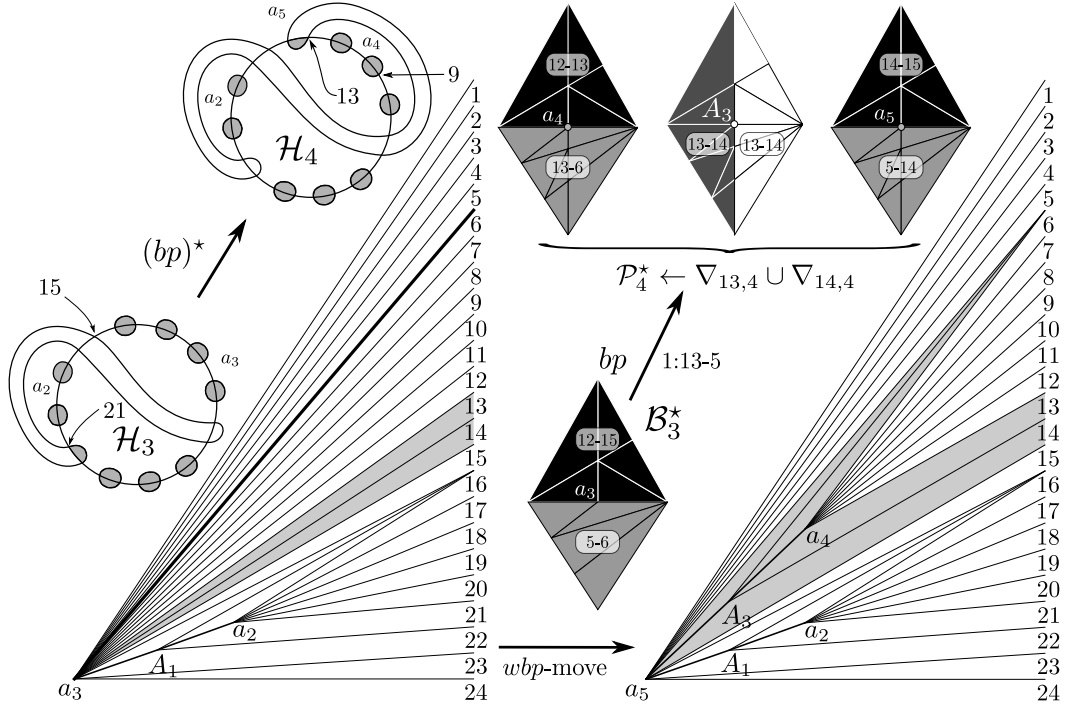 a₅
a₄
9
13
a₂
𝓗₄
(bp)⋆
15
a₃
a₂
21
𝓗₃
1
2
3
4
5
6
7
8
9
10
11
12
13
14
15
16
17
18
19
20
21
22
23
24
a₂
A₁
a₃
12-13
a₄
13-6
A₃
13-14
13-14
14-15
a₅
5-14
𝒫₄⋆ ← ∇₁₃,₄ ∪ ∇₁₄,₄
bp
1:13-5
𝓑₃⋆
12-15
a₃
5-6
wbp-move
1
2
3
4
5
6
7
8
9
10
11
12
13
14
15
16
17
18
19
20
21
22
23
24
a₄
A₃
a₂
A₁
a₅